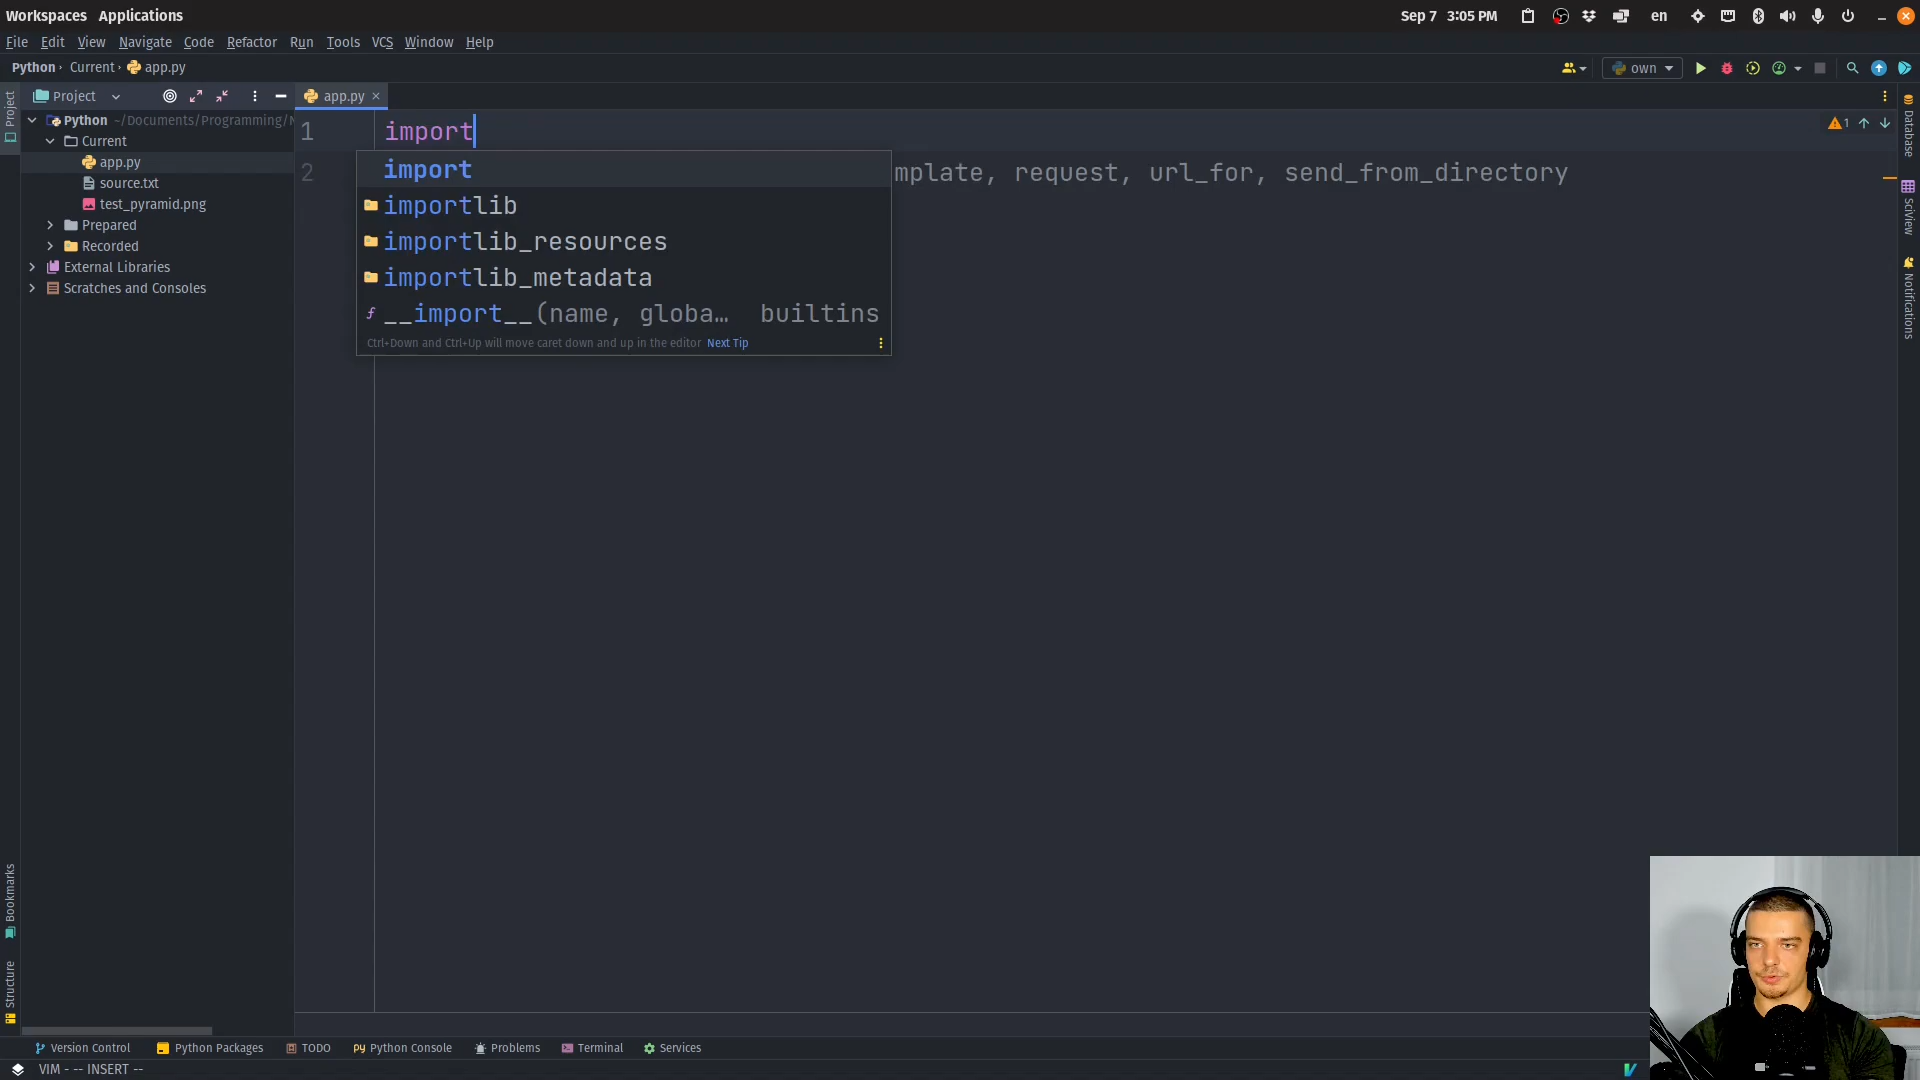 Workspaces Applications
Sep 7 3:05 PM
en
File Edit View Navigate Code Refactor Run Tools VCS Window Help
Python Current app.py
own
Project
Project
app.py
Python ~/Documents/Programming/
Current
app.py
source.txt
test_pyramid.png
Prepared
Recorded
External Libraries
Scratches and Consoles
1 import
1
2 mplate, request, url_for, send_from_directory
import
importlib
importlib_resources
importlib_metadata
f __import__(name, globa… builtins
Ctrl+Down and Ctrl+Up will move caret down and up in the editor Next Tip
Database
SciView
Notifications
Bookmarks
Structure
Version Control Python Packages TODO Python Console Problems Terminal Services
VIM - -- INSERT --